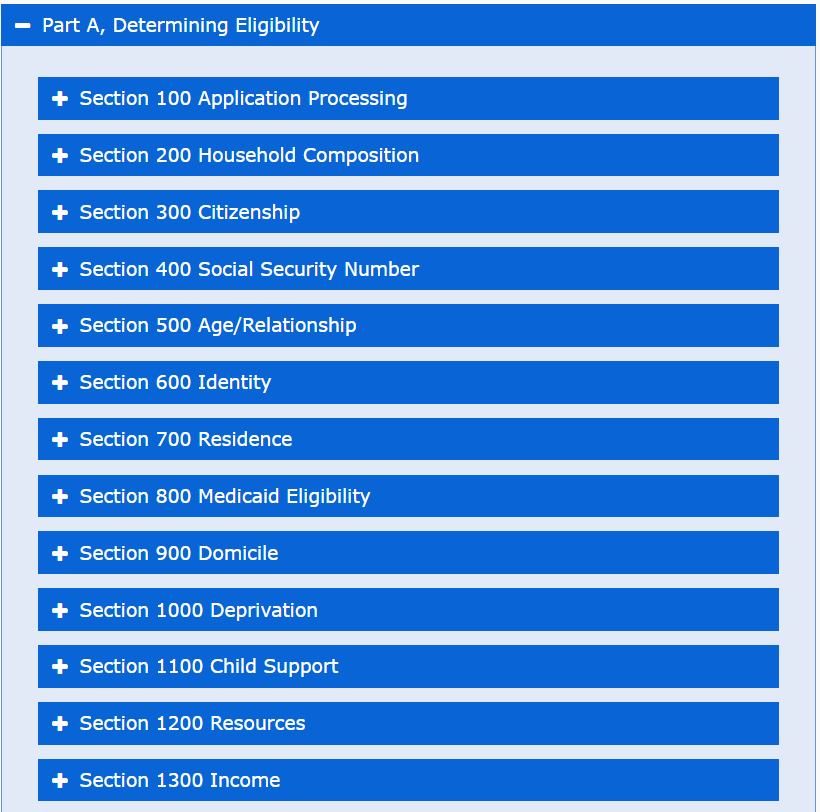 Part A, Determining Eligibility
Section 100 Application Processing
Section 200 Household Composition
Section 300 Citizenship
Section 400 Social Security Number
Section 500 Age/Relationship
Section 600 Identity
Section 700 Residence
Section 800 Medicaid Eligibility
Section 900 Domicile
Section 1000 Deprivation
Section 1100 Child Support
Section 1200 Resources
Section 1300 Income